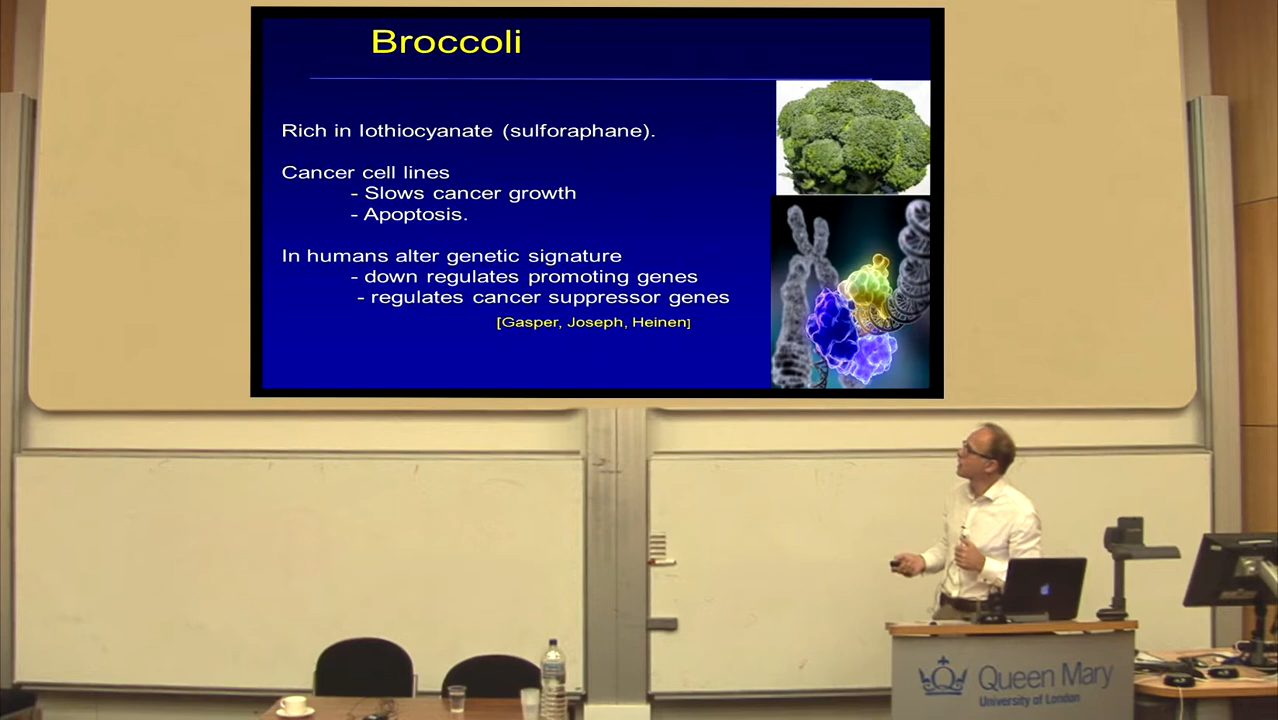 Broccoli
Rich in Iothiocyanate (sulforaphane).
Cancer cell lines
- Slows cancer growth
- Apoptosis.
In humans alter genetic signature
- down regulates promoting genes
- regulates cancer suppressor genes
[Gasper, Joseph, Heinen]
Queen Mary
University of London